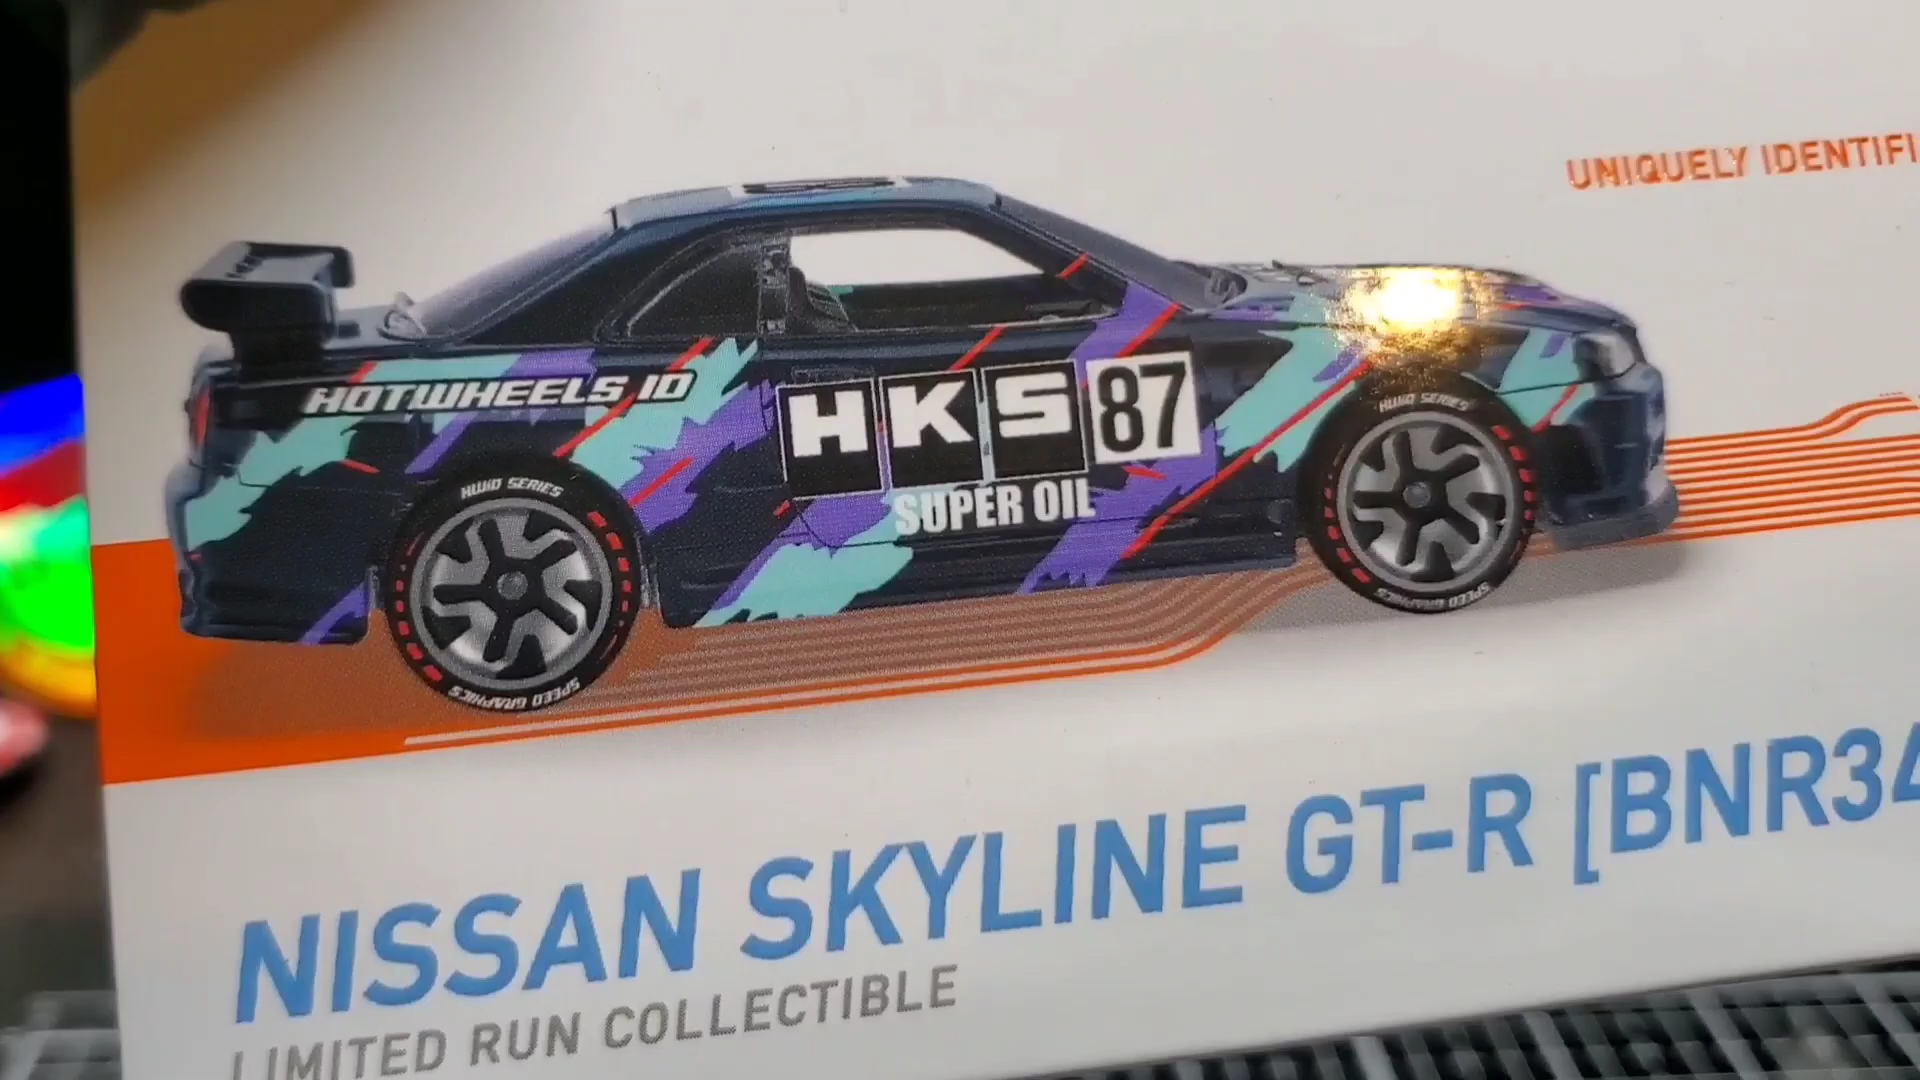 UNIQUELY IDENTIFI
HOTWHEELS iD
HKS 87
SUPER OIL
HWiD SERIES
SPEED GRAPHICS
HWiD SERIES
SPEED GRAPHICS
NISSAN SKYLINE GT-R [BNR34
LIMITED RUN COLLECTIBLE